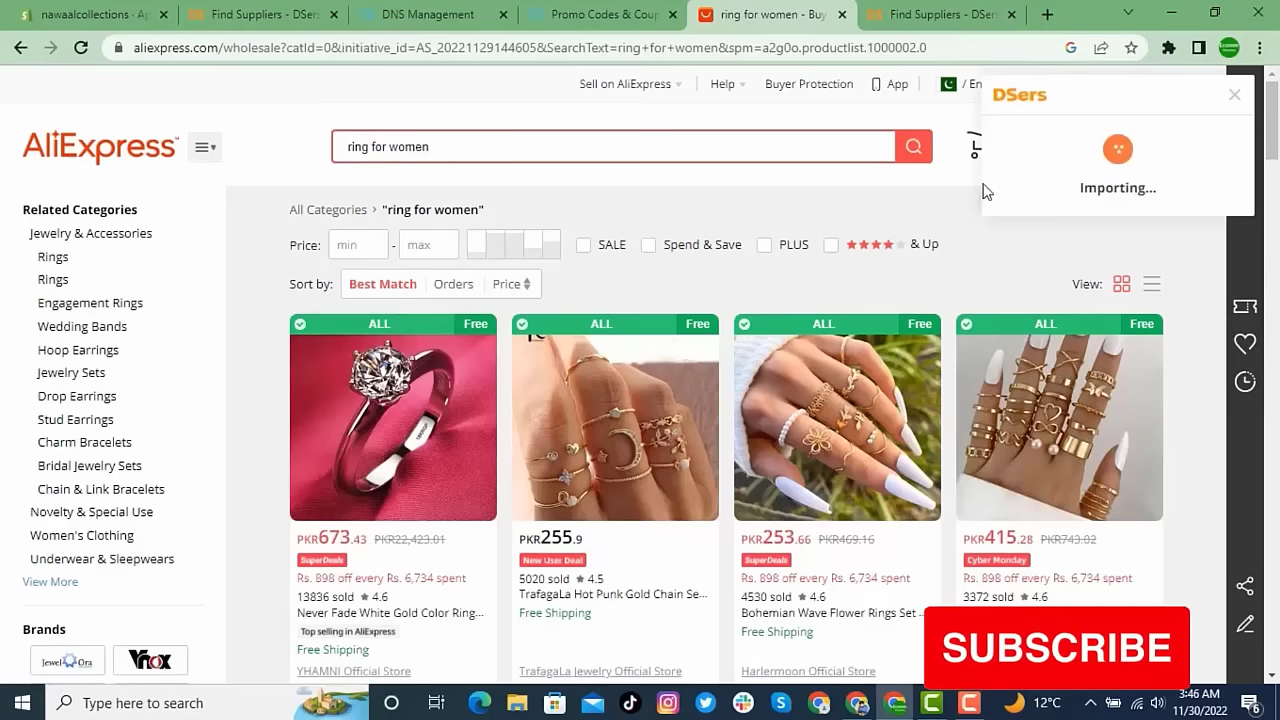 nawaalcollections · Ap
Find Suppliers - DSers
DNS Management
Promo Codes & Coup
ring for women - Buy
Find Suppliers - DSers
aliexpress.com/wholesale?catId=0&initiative_id=AS_20221129144605&SearchText=ring+for+women&spm=a2g0o.productlist.1000002.0
Sell on AliExpress
Help
Buyer Protection
App
/ En
DSers
Importing...
AliExpress
ring for women
Related Categories
Jewelry & Accessories
Rings
Rings
Engagement Rings
Wedding Bands
Hoop Earrings
Jewelry Sets
Drop Earrings
Stud Earrings
Charm Bracelets
Bridal Jewelry Sets
Chain & Link Bracelets
Novelty & Special Use
Women's Clothing
Underwear & Sleepwears
View More
Brands
JewelOra
Vnox
All Categories > "ring for women"
Price: min - max SALE Spend & Save PLUS & Up
Sort by: Best Match Orders Price
View:
ALL Free
ALL Free
ALL Free
ALL Free
PKR673.43 PKR22,423.01
SuperDeals
Rs. 898 off every Rs. 6,734 spent
13836 sold ★ 4.6
Never Fade White Gold Color Ring...
Top selling in AliExpress
Free Shipping
YHAMNI Official Store
PKR255.9
New User Deal
5020 sold ★ 4.5
TrafagaLa Hot Punk Gold Chain Se...
Free Shipping
TrafagaLa Jewelry Official Store
PKR253.66 PKR469.16
SuperDeals
Rs. 898 off every Rs. 6,734 spent
4530 sold ★ 4.6
Bohemian Wave Flower Rings Set ...
Free Shipping
Harlermoon Official Store
PKR415.28 PKR743.02
Cyber Monday
Rs. 898 off every Rs. 6,734 spent
3372 sold ★ 4.6
SUBSCRIBE
Type here to search
12°C
3:46 AM
11/30/2022
6